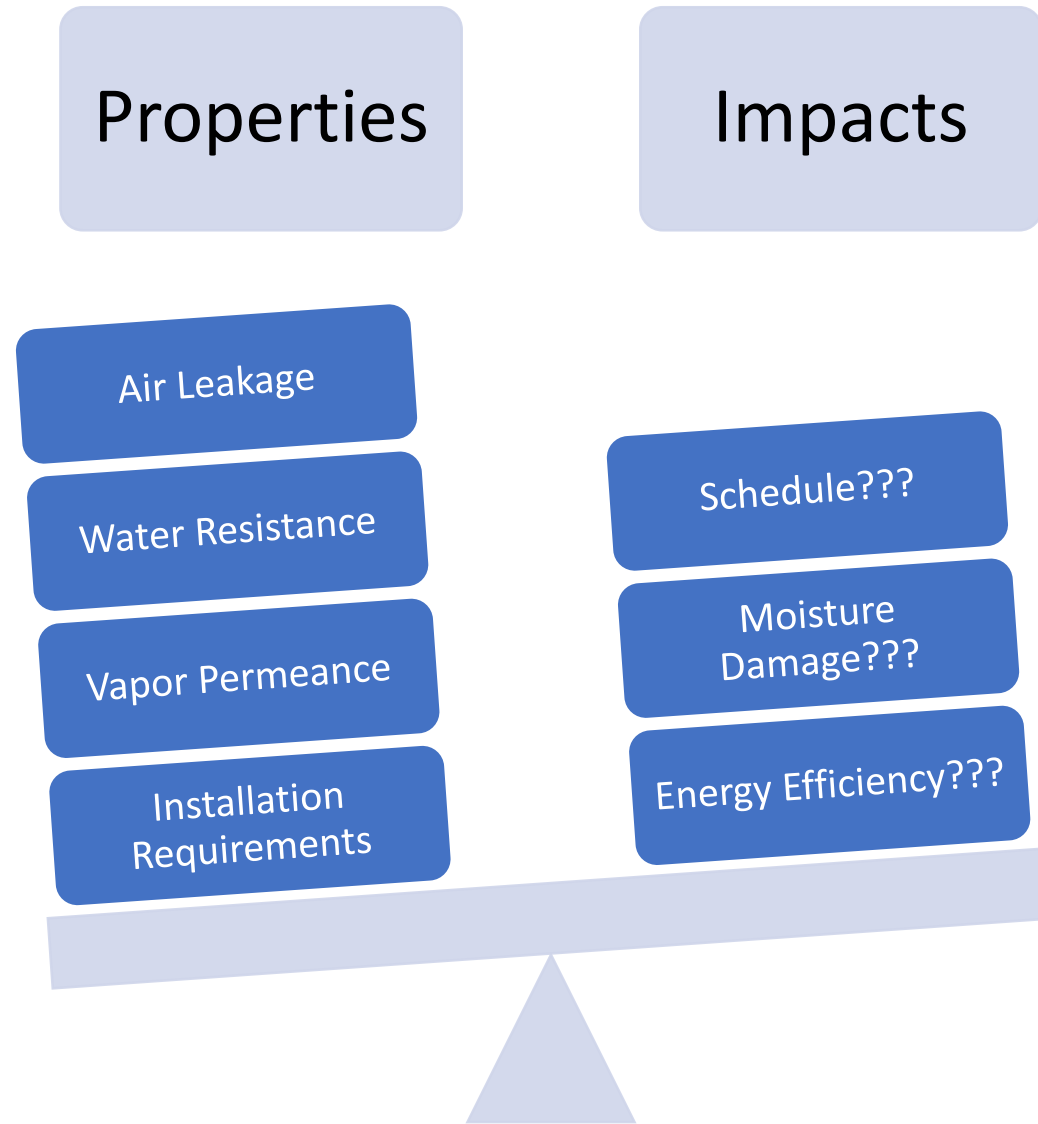 Properties
Impacts
Air Leakage
Water Resistance
Vapor Permeance
Installation
Requirements
Schedule???
Moisture
Damage???
Energy Efficiency???